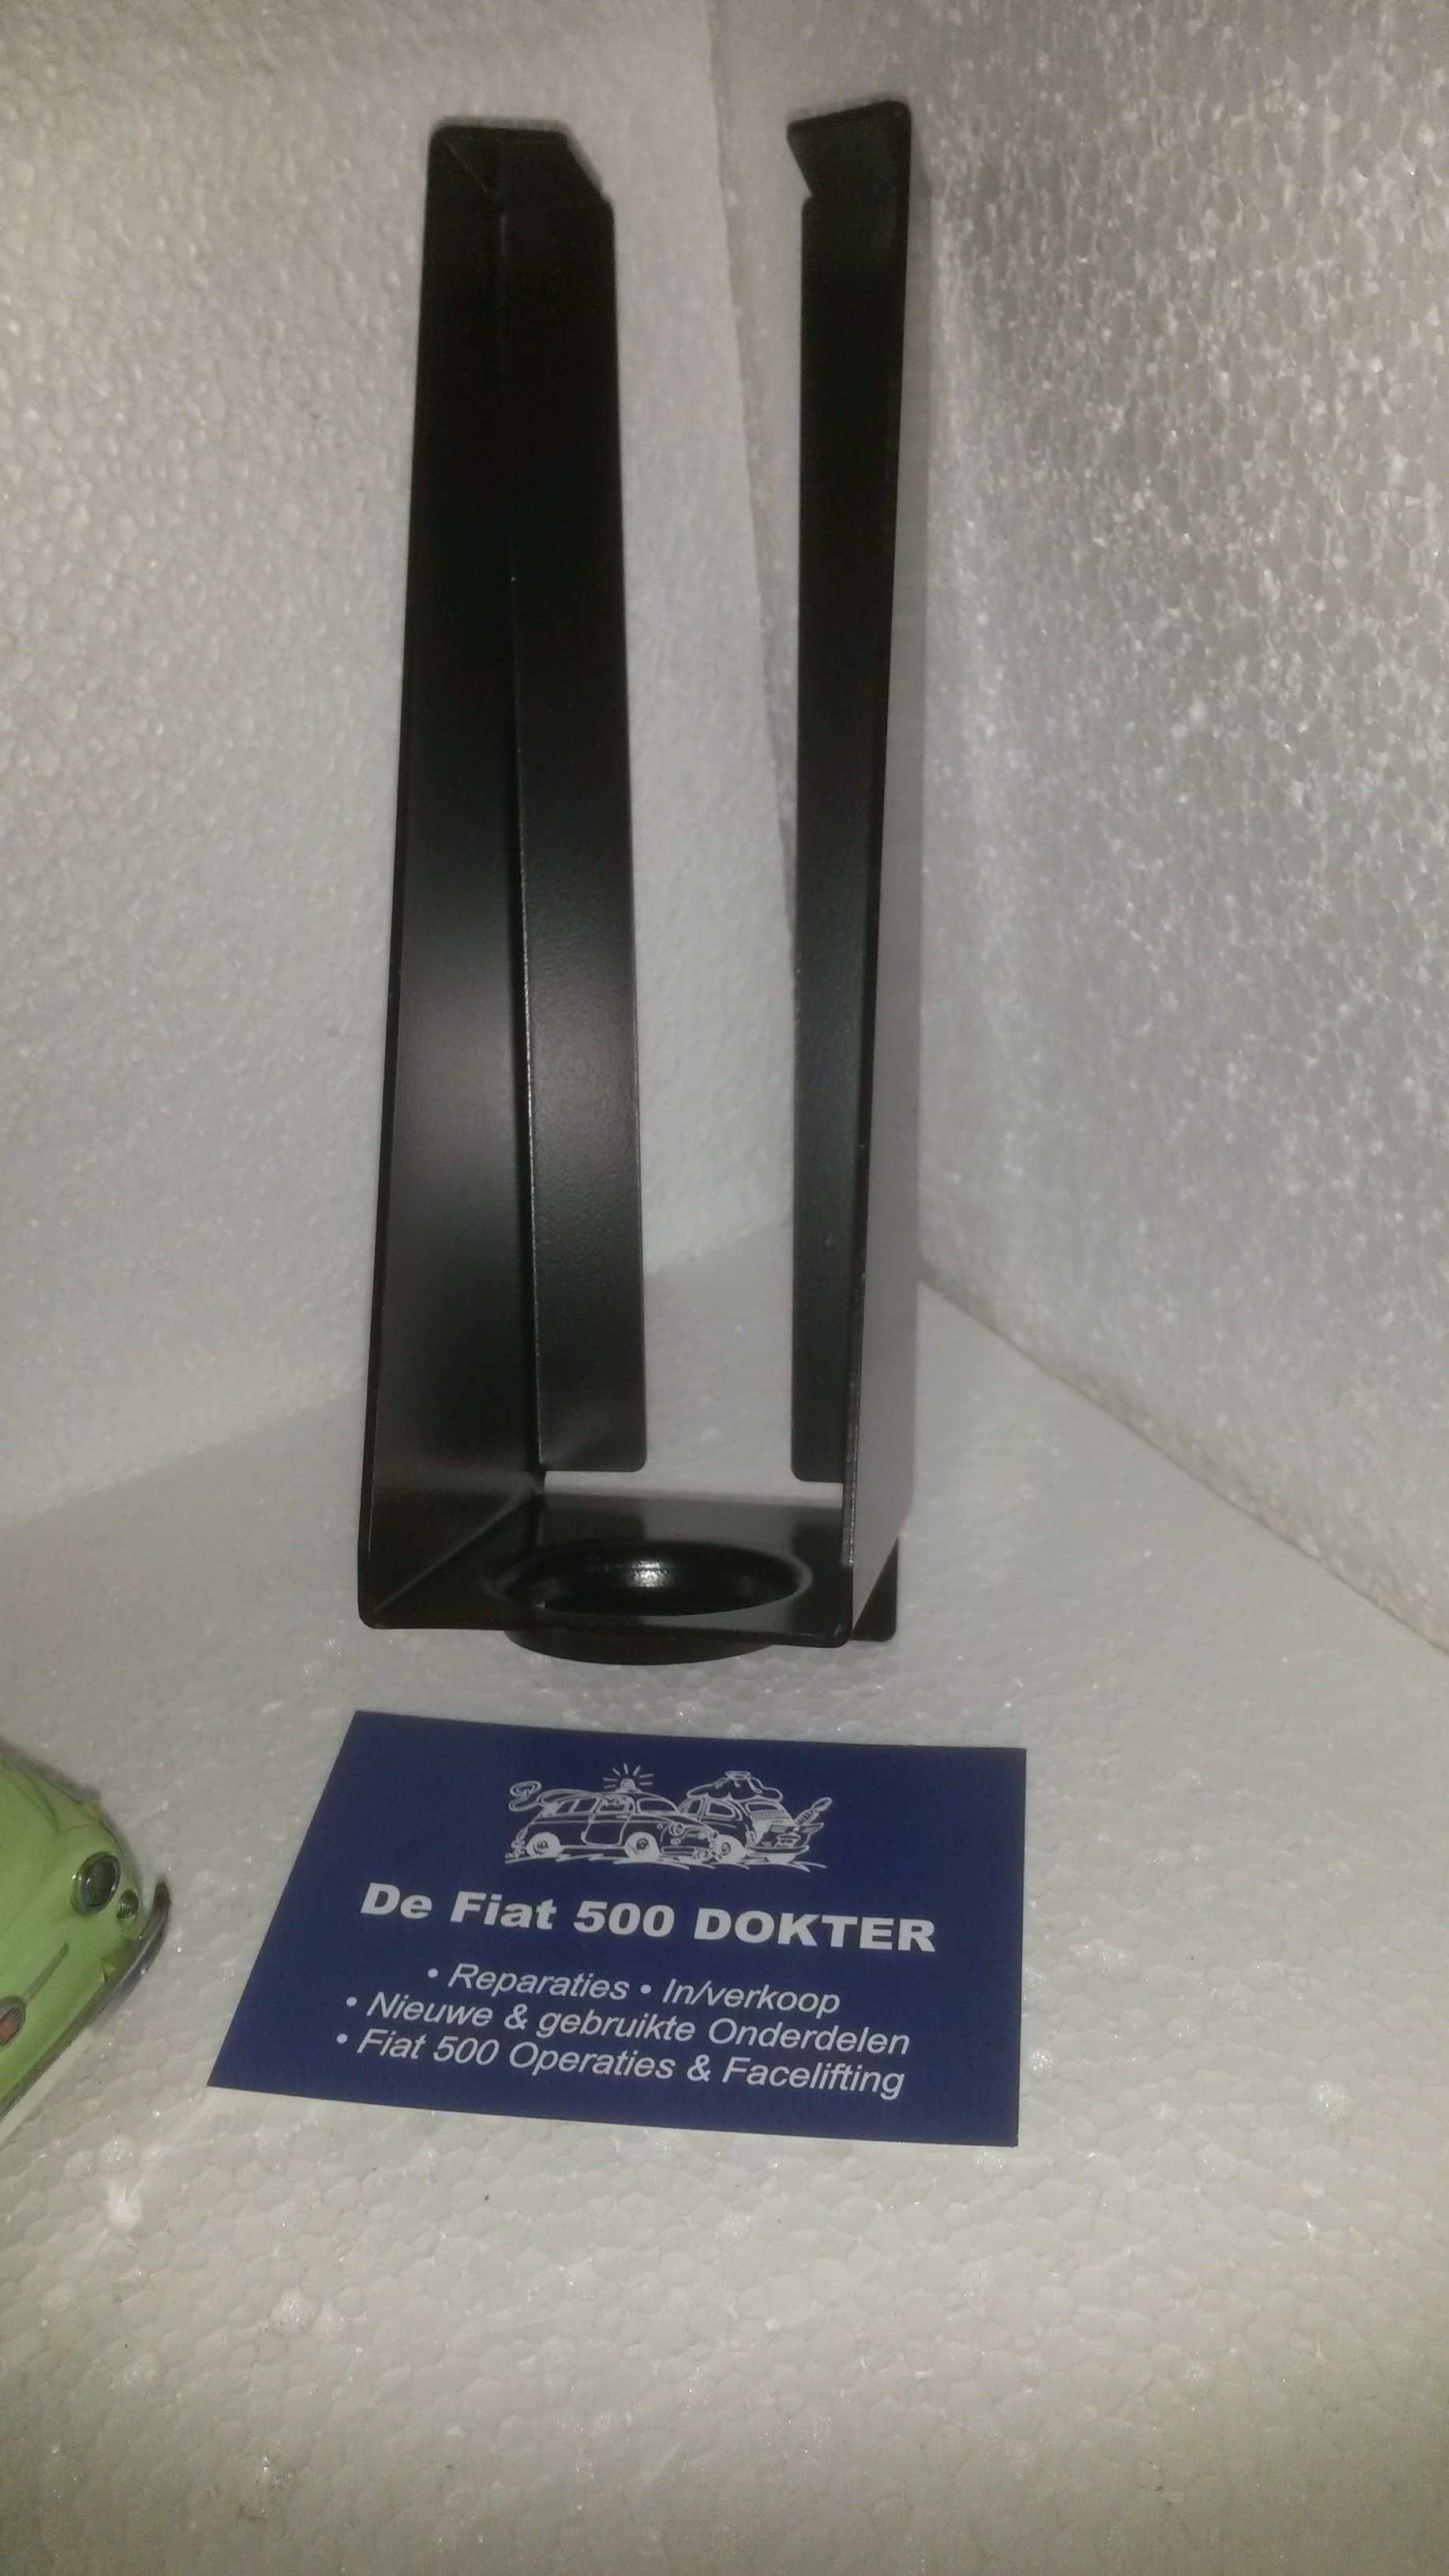 De Fiat 500 DOKTER
• Reparaties • In/verkoop
• Nieuwe & gebruikte Onderdelen
• Fiat 500 Operaties & Facelifting